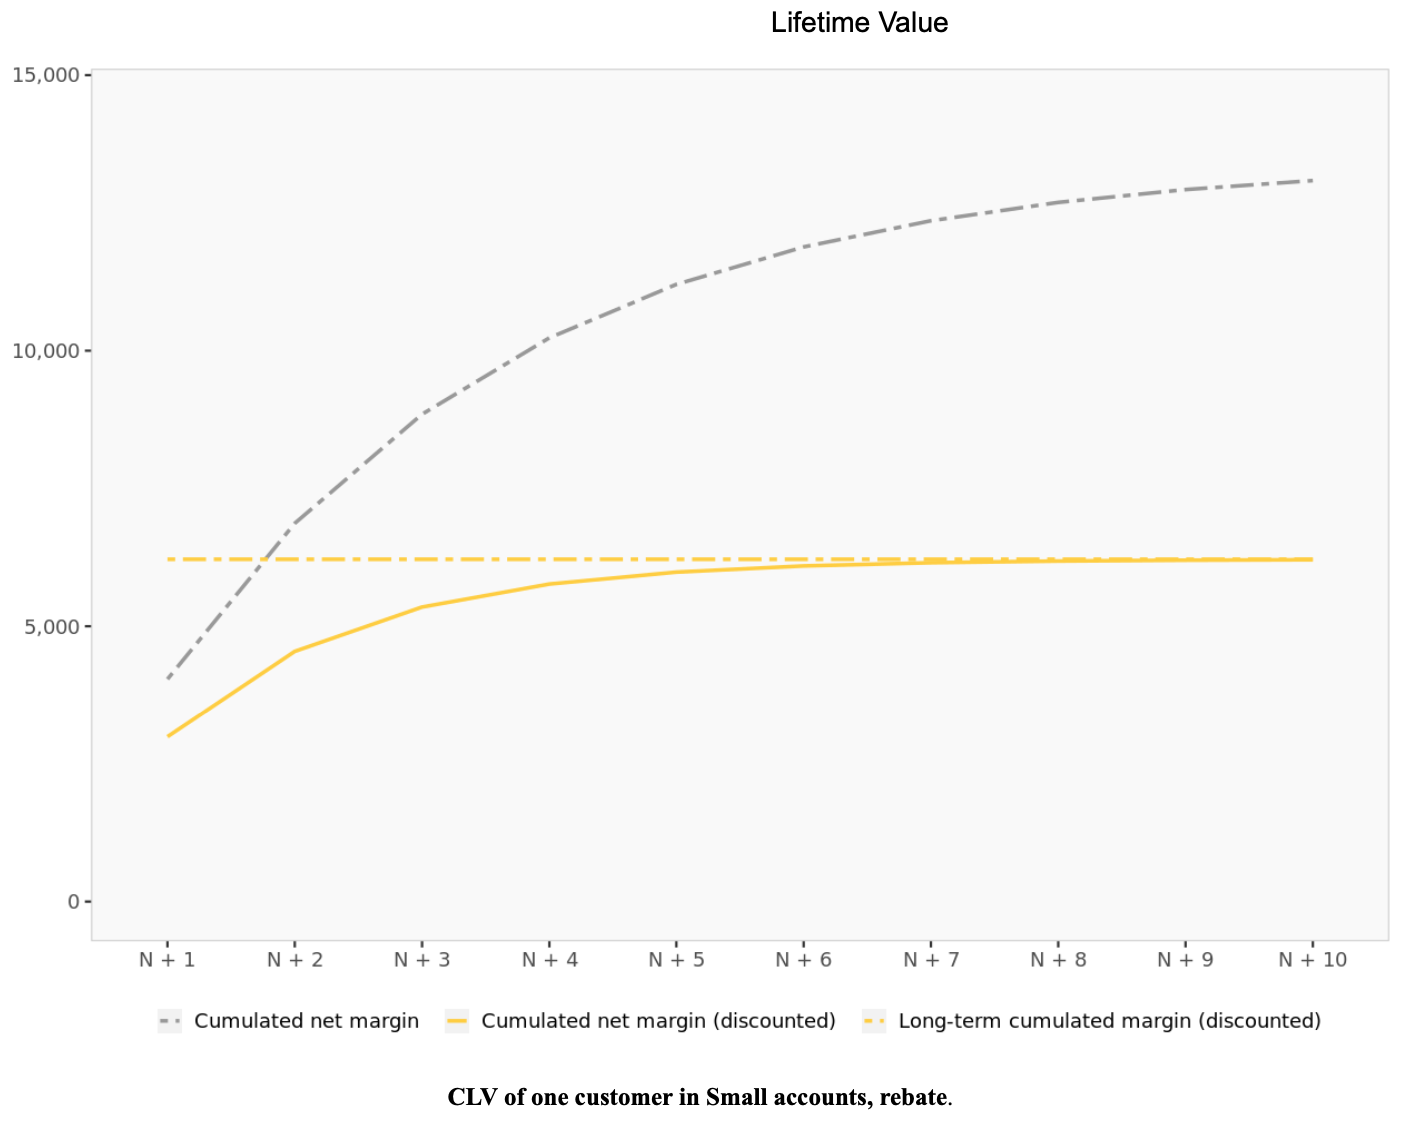 Lifetime Value
15,000
10,000
5,000
0
N + 1 N + 2 N + 3 N + 4 N + 5 N + 6 N + 7 N + 8 N + 9 N + 10
Cumulated net margin Cumulated net margin (discounted) Long-term cumulated margin (discounted)
CLV of one customer in Small accounts, rebate.